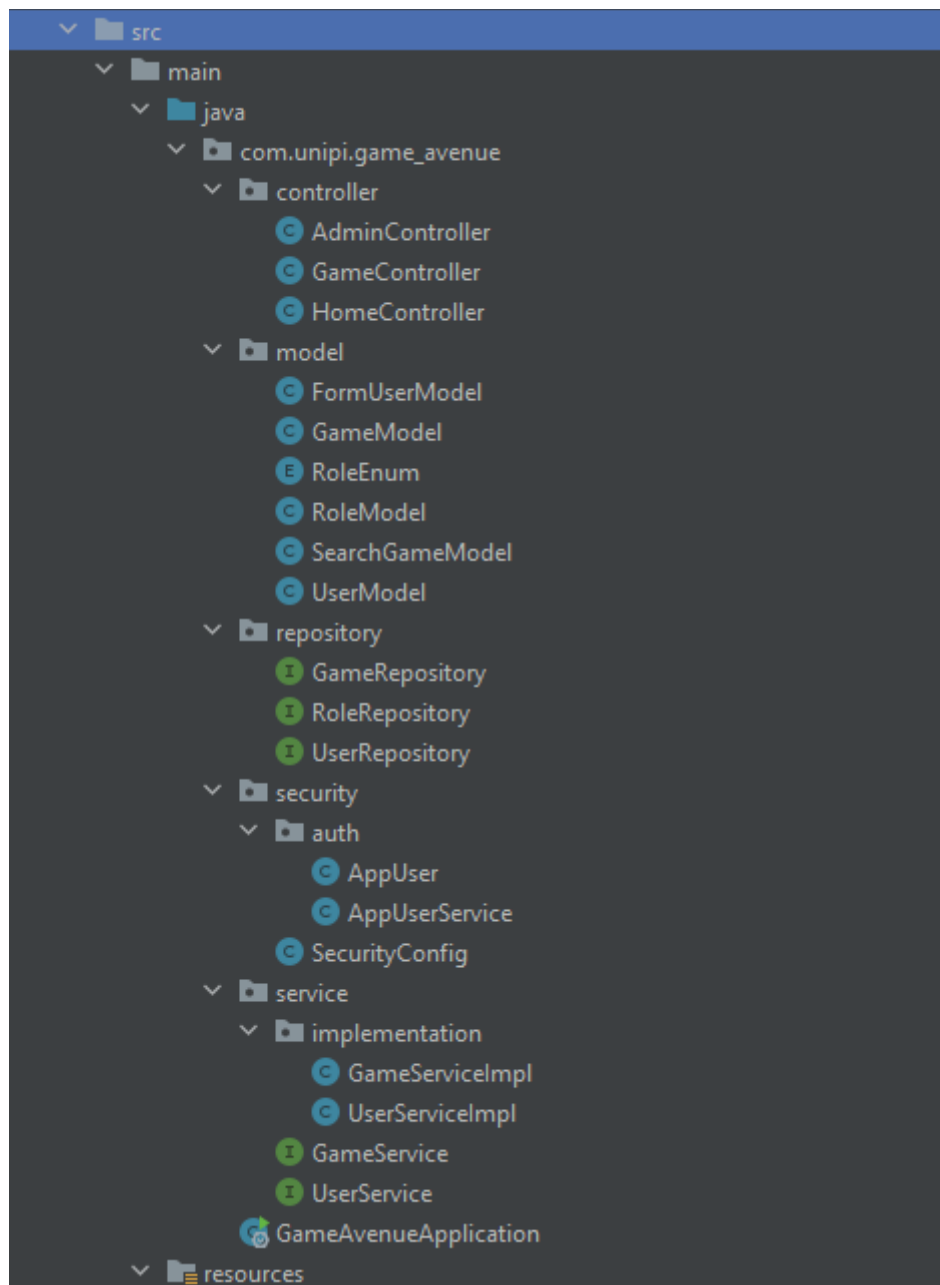 src
main
java
com.unipi.game_avenue
controller
C AdminController
C GameController
C HomeController
model
C FormUserModel
C GameModel
E RoleEnum
C RoleModel
C SearchGameModel
C UserModel
repository
I GameRepository
I RoleRepository
I UserRepository
security
auth
C AppUser
C AppUserService
C SecurityConfig
service
implementation
C GameServiceImpl
C UserServiceImpl
I GameService
I UserService
GameAvenueApplication
resources